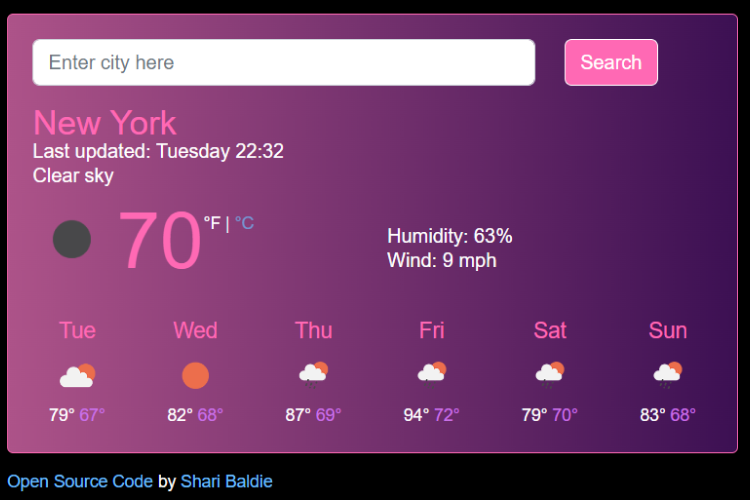 Enter city here
Search
New York
Last updated: Tuesday 22:32
Clear sky
70 °F | °C
Humidity: 63%
Wind: 9 mph
Tue Wed Thu Fri Sat Sun
79° 67° 82° 68° 87° 69° 94° 72° 79° 70° 83° 68°
Open Source Code by Shari Baldie